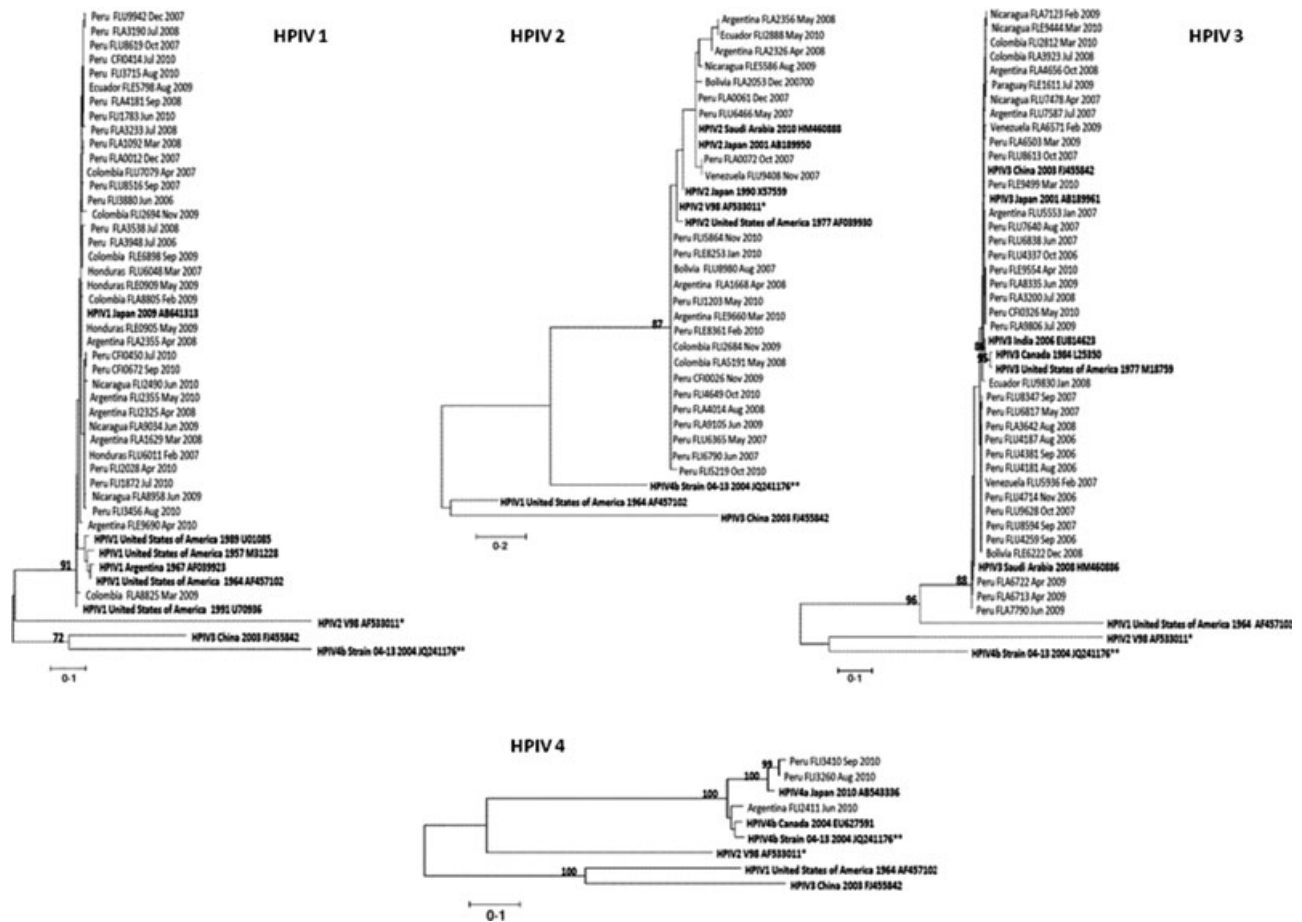 HPIV 1
Peru FLU9942 Dec 2007
Peru FLA3190 Jul 2008
Peru FLU8619 Oct 2007
Peru CFI0414 Jul 2010
Peru FLI3715 Aug 2010
Ecuador FLE5798 Aug 2009
Peru FLA4181 Sep 2008
Peru FLI1783 Jun 2010
Peru FLA3233 Jul 2008
Peru FLA1092 Mar 2008
Peru FLA0012 Dec 2007
Colombia FLU7079 Apr 2007
Peru FLU8516 Sep 2007
Peru FLI3880 Jun 2006
Colombia FLI2694 Nov 2009
Peru FLA3538 Jul 2008
Peru FLA3948 Jul 2006
Colombia FLE6898 Sep 2009
Honduras FLU6048 Mar 2007
Honduras FLE0909 May 2009
Colombia FLA8805 Feb 2009
HPIV1 Japan 2009 AB641313
Honduras FLE0905 May 2009
Argentina FLA2355 Apr 2008
Peru CFI0450 Jul 2010
Peru CFI0672 Sep 2010
Nicaragua FLI2490 Jun 2010
Argentina FLI2355 May 2010
Argentina FLI2325 Apr 2008
Nicaragua FLA9034 Jun 2009
Argentina FLA1629 Mar 2008
Honduras FLU6011 Feb 2007
Peru FLI2028 Apr 2010
Peru FLI1872 Jul 2010
Nicaragua FLA8958 Jun 2009
Peru FLI3456 Aug 2010
Argentina FLE9690 Apr 2010
HPIV1 United States of America 1989 U01085
HPIV1 United States of America 1957 M31228
91
HPIV1 Argentina 1967 AF039923
HPIV1 United States of America 1964 AF457102
Colombia FLA8825 Mar 2009
HPIV1 United States of America 1991 U70936
HPIV2 V98 AF533011*
72
HPIV3 China 2003 FJ455842
HPIV4b Strain 04-13 2004 JQ241176**
0-1
HPIV 2
Argentina FLA2356 May 2008
Ecuador FLI2888 May 2010
Argentina FLA2326 Apr 2008
Nicaragua FLE5586 Aug 2009
Bolivia FLA2053 Dec 200700
Peru FLA0061 Dec 2007
Peru FLU6466 May 2007
HPIV2 Saudi Arabia 2010 HM460888
HPIV2 Japan 2001 AB189950
Peru FLA0072 Oct 2007
Venezuela FLU9408 Nov 2007
HPIV2 Japan 1990 X57559
HPIV2 V98 AF533011*
HPIV2 United States of America 1977 AF039930
Peru FLI5864 Nov 2010
Peru FLE8253 Jan 2010
Bolivia FLU8980 Aug 2007
Argentina FLA1668 Apr 2008
Peru FLI1203 May 2010
Argentina FLE9660 Mar 2010
87
Peru FLE8361 Feb 2010
Colombia FLI2684 Nov 2009
Colombia FLA5191 May 2008
Peru CFI0026 Nov 2009
Peru FLI4649 Oct 2010
Peru FLA4014 Aug 2008
Peru FLA9105 Jun 2009
Peru FLU6365 May 2007
Peru FLI6790 Jun 2007
Peru FLI5219 Oct 2010
HPIV4b Strain 04-13 2004 JQ241176**
HPIV1 United States of America 1964 AF457102
HPIV3 China 2003 FJ455842
0-2
HPIV 3
Nicaragua FLA7123 Feb 2009
Nicaragua FLE9444 Mar 2010
Colombia FLI2812 Mar 2010
Colombia FLA3923 Jul 2008
Argentina FLA4656 Oct 2008
Paraguay FLE1611 Jul 2009
Nicaragua FLU7478 Apr 2007
Argentina FLU7587 Jul 2007
Venezuela FLA6571 Feb 2009
Peru FLA6503 Mar 2009
Peru FLU8613 Oct 2007
HPIV3 China 2003 FJ455842
Peru FLE9499 Mar 2010
HPIV3 Japan 2001 AB189961
Argentina FLU5553 Jan 2007
Peru FLU7640 Aug 2007
Peru FLU6838 Jun 2007
Peru FLU4337 Oct 2006
Peru FLE9554 Apr 2010
Peru FLA8335 Jun 2009
Peru FLA3200 Jul 2008
Peru CFI0326 May 2010
Peru FLA9806 Jul 2009
HPIV3 India 2006 EU814623
95
HPIV3 Canada 1984 L25350
HPIV3 United States of America 1977 M18759
Ecuador FLU9830 Jan 2008
Peru FLU8347 Sep 2007
Peru FLU6817 May 2007
Peru FLA3642 Aug 2008
Peru FLU4187 Aug 2006
Peru FLU4381 Sep 2006
Peru FLU4181 Aug 2006
Venezuela FLU5936 Feb 2007
Peru FLU4714 Nov 2006
Peru FLU9628 Oct 2007
Peru FLU8594 Sep 2007
Peru FLU4259 Sep 2006
Bolivia FLE6222 Dec 2008
HPIV3 Saudi Arabia 2008 HM460886
88
Peru FLA6722 Apr 2009
96
Peru FLA6713 Apr 2009
Peru FLA7790 Jun 2009
HPIV1 United States of America 1964 AF457102
HPIV2 V98 AF533011*
HPIV4b Strain 04-13 2004 JQ241176**
0-1
HPIV 4
99
Peru FLI3410 Sep 2010
100
Peru FLI3260 Aug 2010
HPIV4a Japan 2010 AB543336
100
Argentina FLI2411 Jun 2010
HPIV4b Canada 2004 EU627591
HPIV4b Strain 04-13 2004 JQ241176**
HPIV2 V98 AF533011*
100
HPIV1 United States of America 1964 AF457102
HPIV3 China 2003 FJ455842
0-1